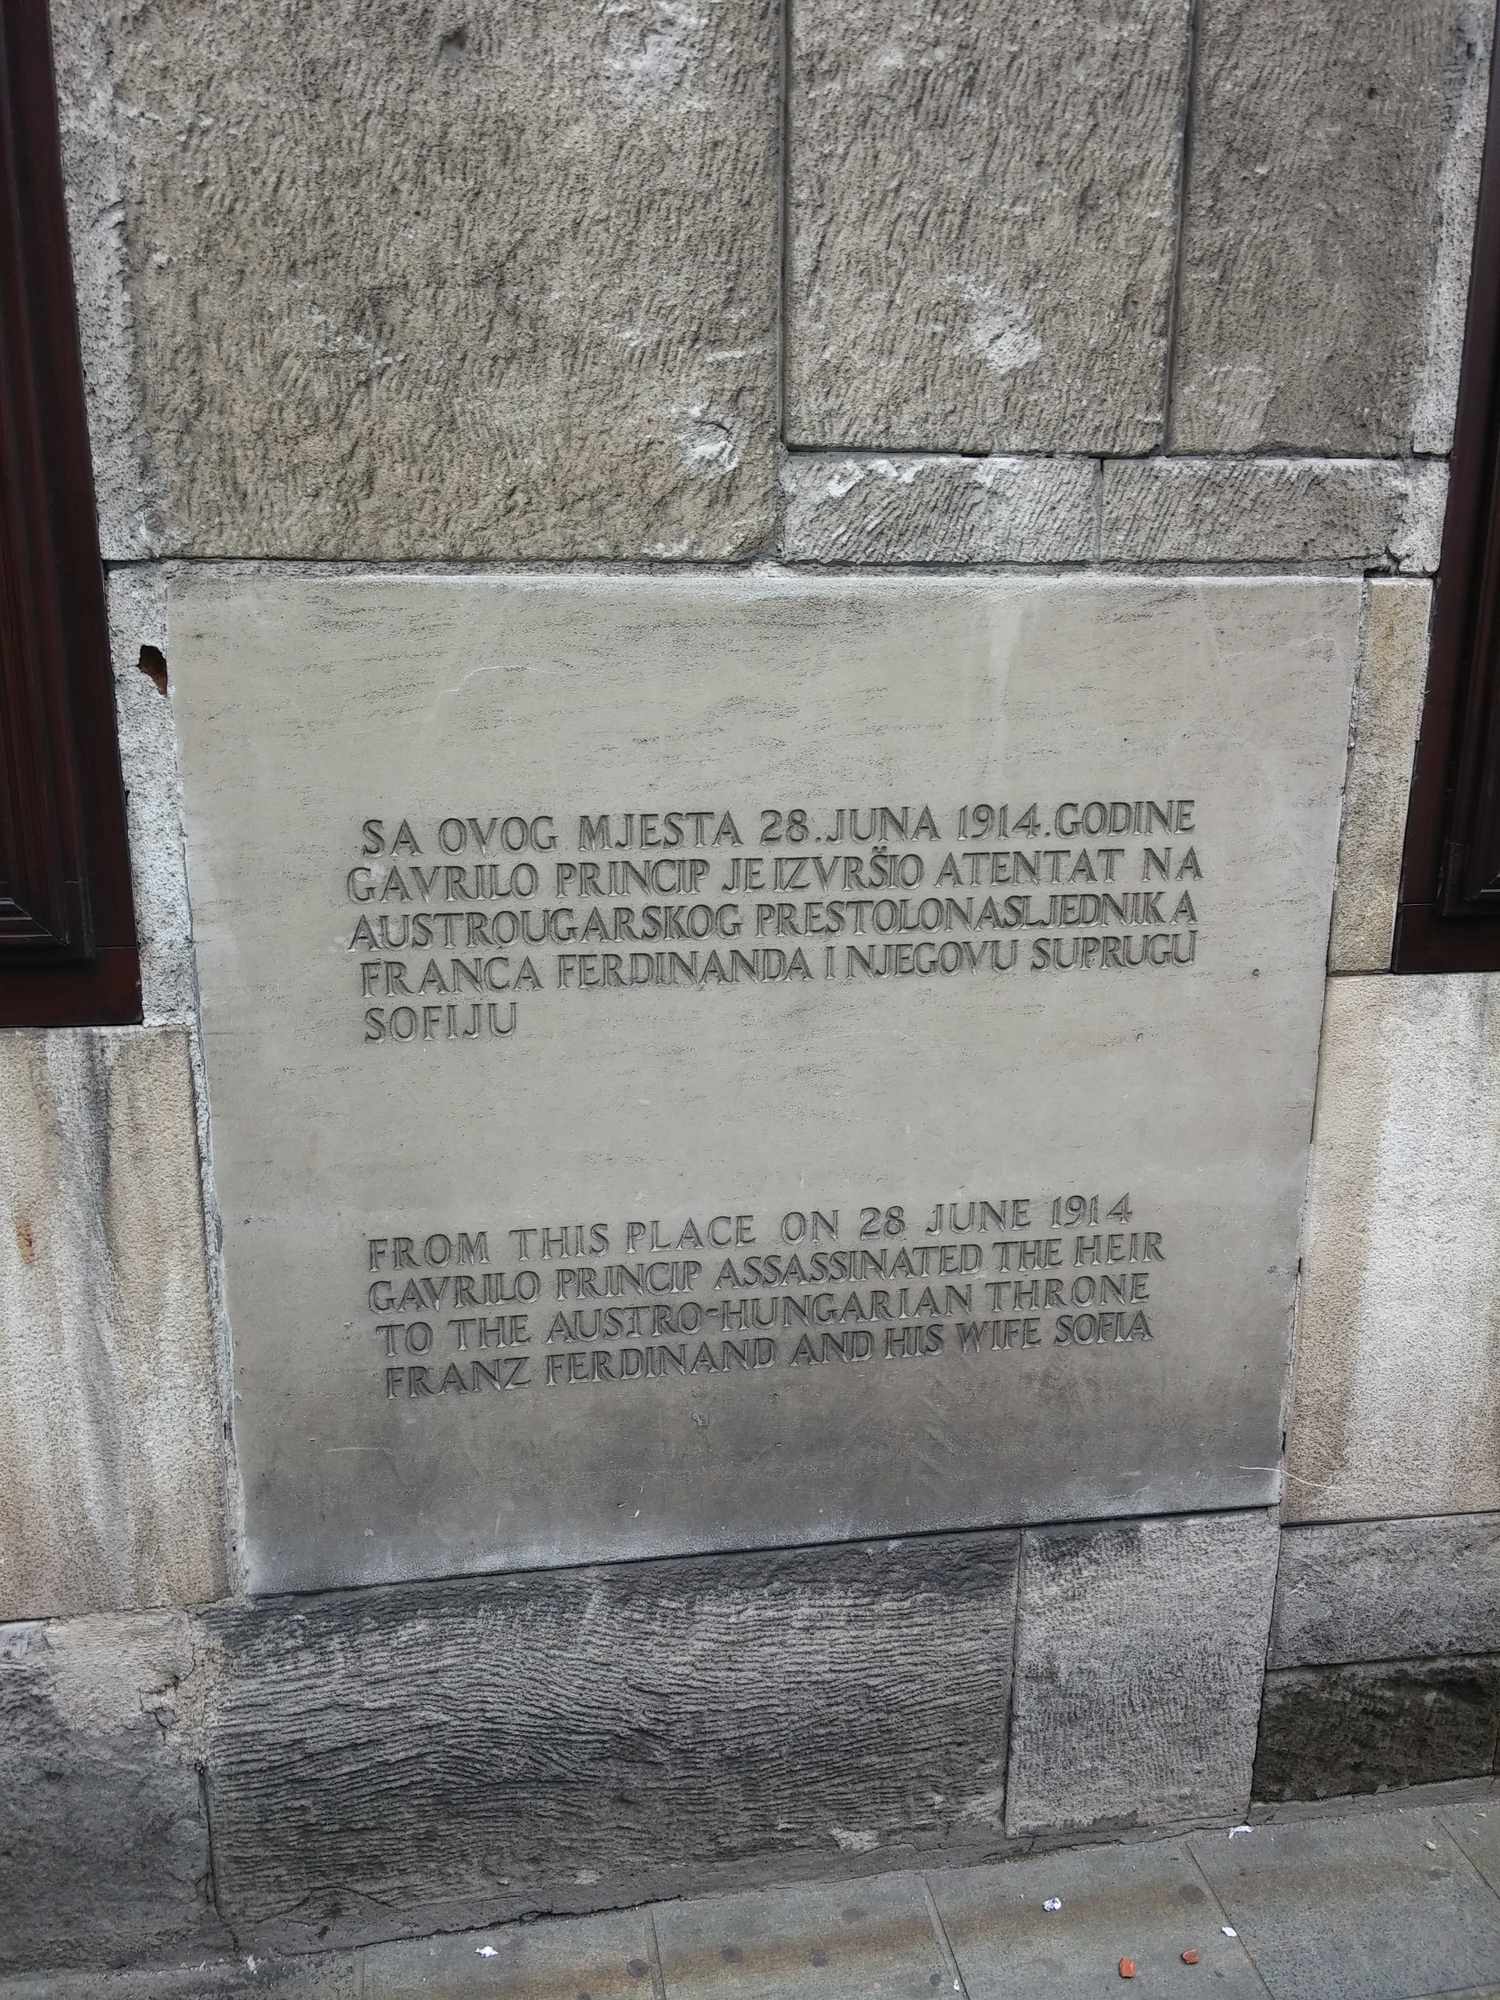 SA OVOG MJESTA 28.JUNA 1914.GODINE
GAVRILO PRINCIP JE IZVRŠIO ATENTAT NA
AUSTROUGARSKOG PRESTOLONASLJEDNIKA
FRANCA FERDINANDA I NJEGOVU SUPRUGU
SOFIJU
FROM THIS PLACE ON 28 JUNE 1914
GAVRILO PRINCIP ASSASSINATED THE HEIR
TO THE AUSTRO-HUNGARIAN THRONE
FRANZ FERDINAND AND HIS WIFE SOFIA